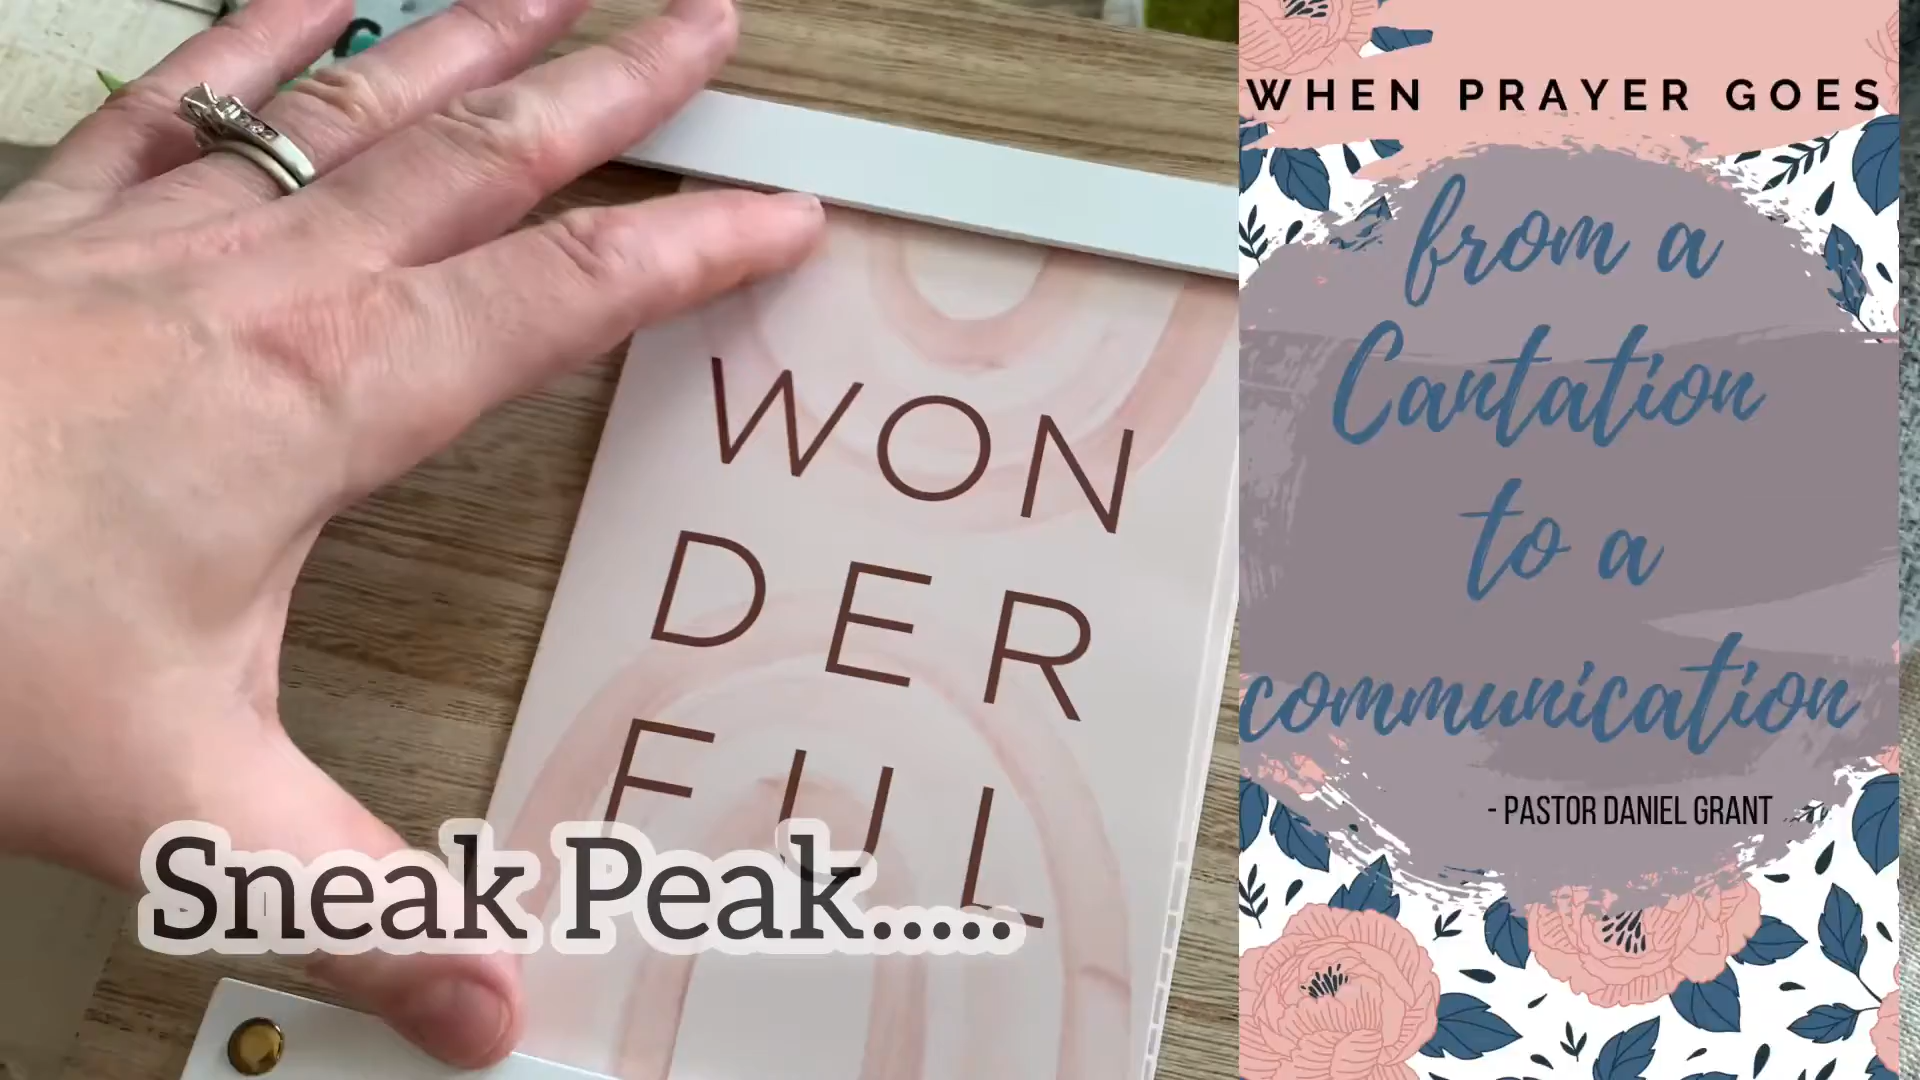 WON
DER
FUL
Sneak Peak.....
WHEN PRAYER GOES
from a
Cantation
to a
communication
- PASTOR DANIEL GRANT